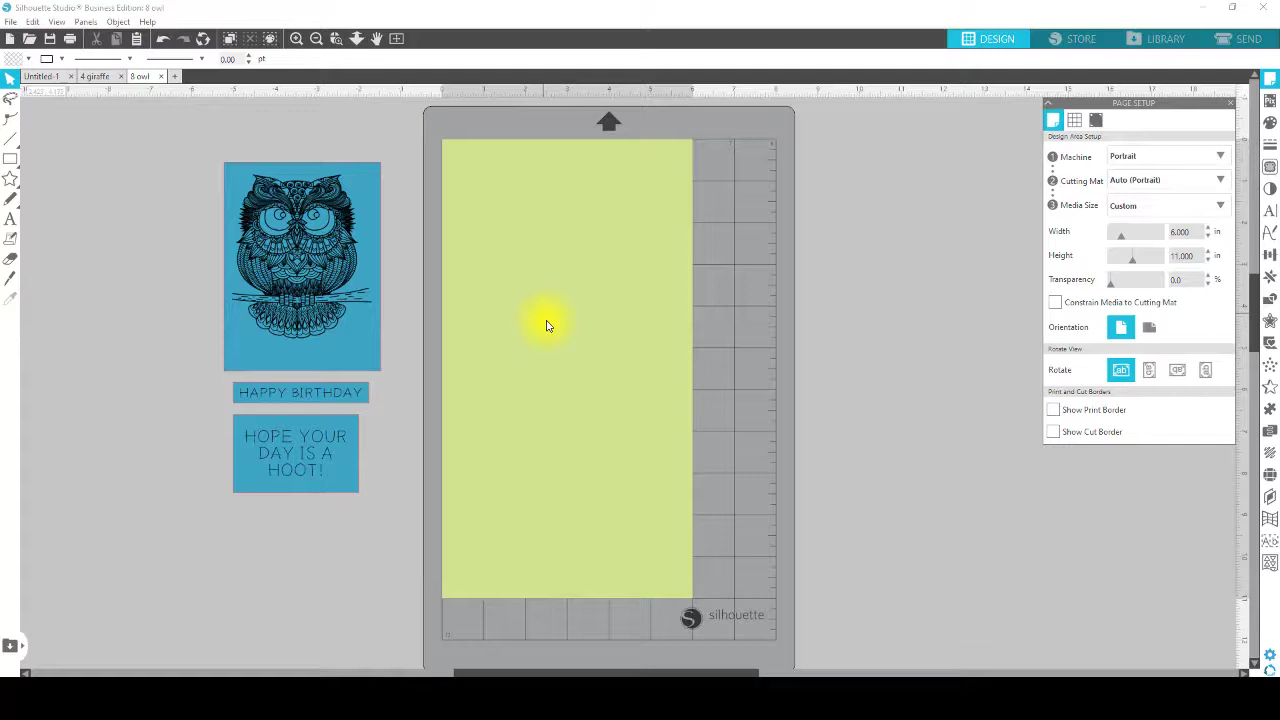 Silhouette Studio® Business Edition: 8 owl
File Edit View Panels Object Help
DESIGN STORE LIBRARY SEND
0.00 pt
Untitled-1 4 giraffe 8 owl
PAGE SETUP
Design Area Setup
1 Machine Portrait
2 Cutting Mat Auto (Portrait)
3 Media Size Custom
Width 6.000 in
Height 11.000 in
Transparency 0.0 %
Constrain Media to Cutting Mat
Orientation
Rotate View
Rotate
Print and Cut Borders
Show Print Border
Show Cut Border
HAPPY BIRTHDAY
HOPE YOUR
DAY IS A
HOOT!
silhouette